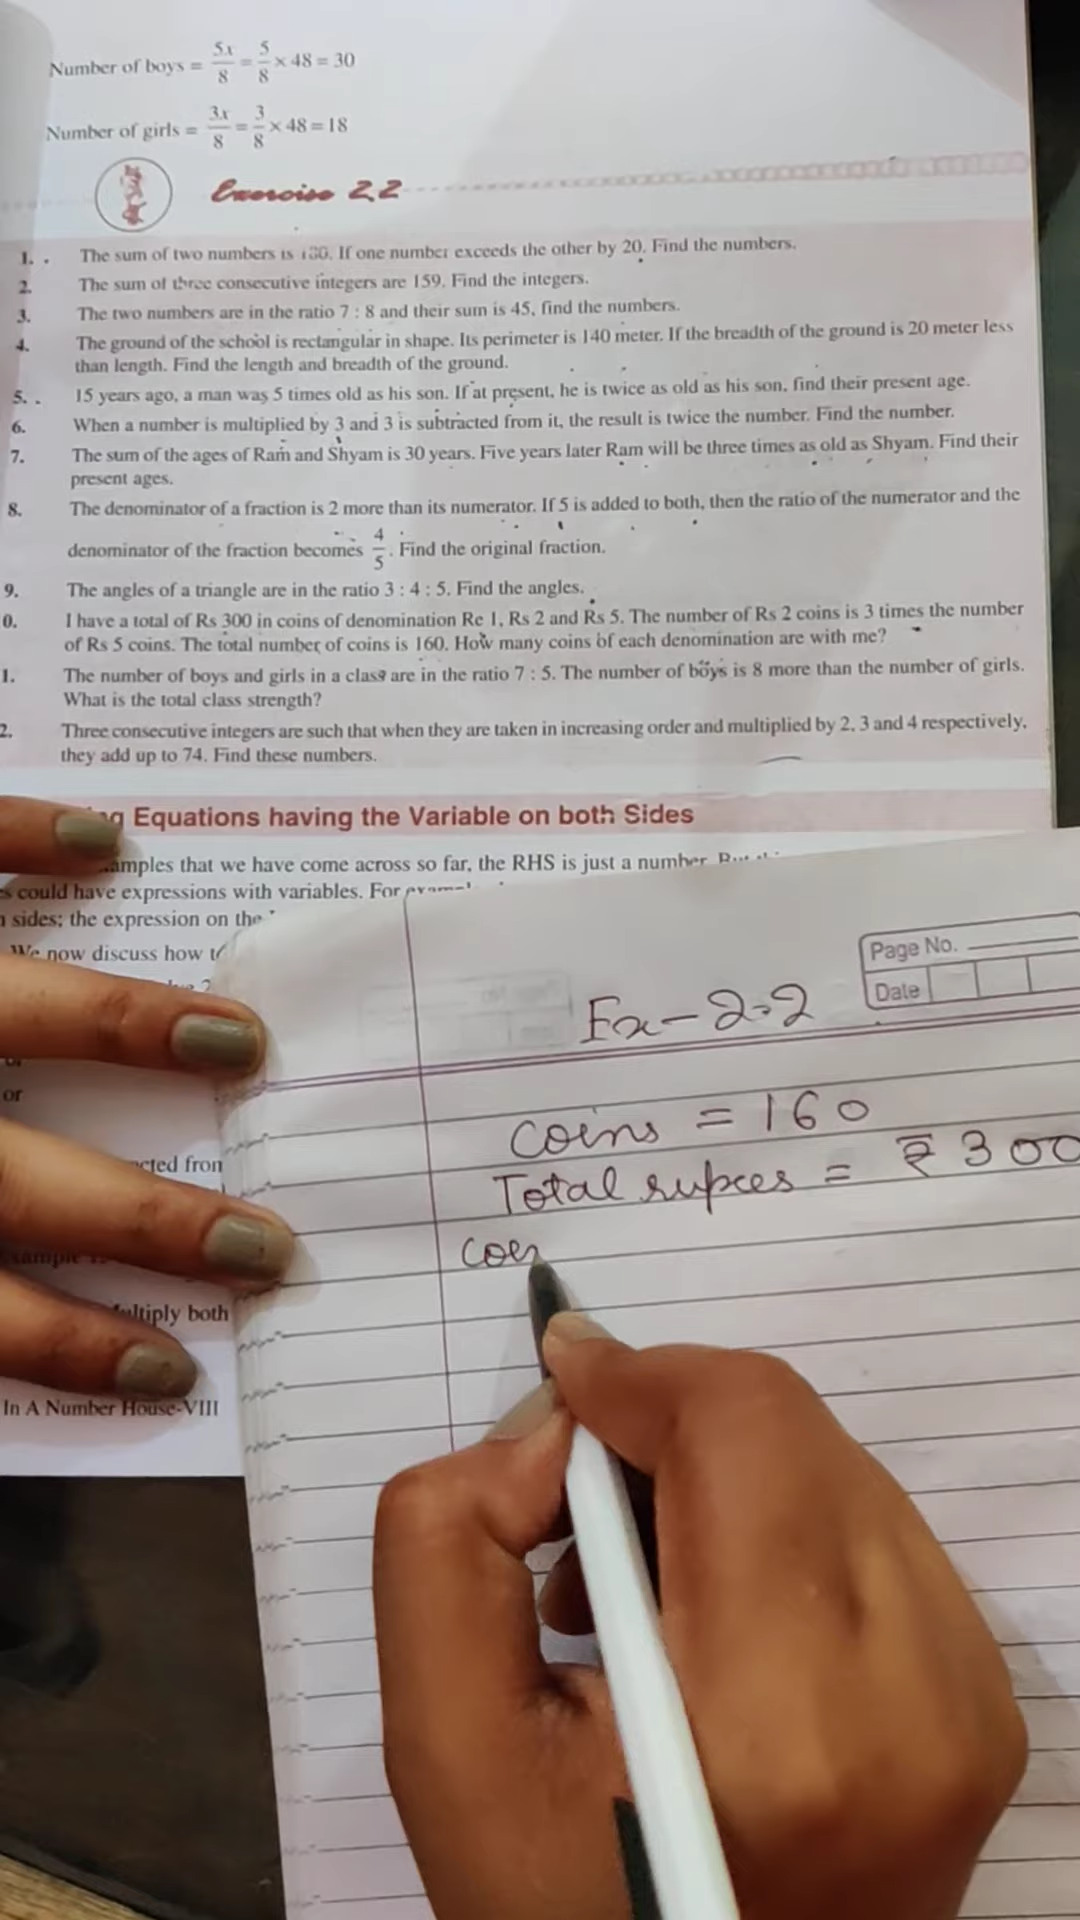 Number of boys = 5x/8 = 5/8 × 48 = 30
Number of girls = 3x/8 = 3/8 × 48 = 18
Exercise 2.2
1. The sum of two numbers is 130. If one number exceeds the other by 20. Find the numbers.
2. The sum of three consecutive integers are 159. Find the integers.
3. The two numbers are in the ratio 7 : 8 and their sum is 45, find the numbers.
4. The ground of the school is rectangular in shape. Its perimeter is 140 meter. If the breadth of the ground is 20 meter less
than length. Find the length and breadth of the ground.
5. 15 years ago, a man was 5 times old as his son. If at present, he is twice as old as his son, find their present age.
6. When a number is multiplied by 3 and 3 is subtracted from it, the result is twice the number. Find the number.
7. The sum of the ages of Ram and Shyam is 30 years. Five years later Ram will be three times as old as Shyam. Find their
present ages.
8. The denominator of a fraction is 2 more than its numerator. If 5 is added to both, then the ratio of the numerator and the
denominator of the fraction becomes 4/5. Find the original fraction.
9. The angles of a triangle are in the ratio 3 : 4 : 5. Find the angles.
0. I have a total of Rs 300 in coins of denomination Re 1, Rs 2 and Rs 5. The number of Rs 2 coins is 3 times the number
of Rs 5 coins. The total number of coins is 160. How many coins of each denomination are with me?
1. The number of boys and girls in a class are in the ratio 7 : 5. The number of boys is 8 more than the number of girls.
What is the total class strength?
2. Three consecutive integers are such that when they are taken in increasing order and multiplied by 2, 3 and 4 respectively,
they add up to 74. Find these numbers.
Equations having the Variable on both Sides
amples that we have come across so far, the RHS is just a number.
s could have expressions with variables. For
sides; the expression on the
We now discuss how
or
cted from
Multiply both
In A Number House-VIII
Page No.
Date
Ex - 2.2
coins = 160
Total rupees = ₹ 300
coin